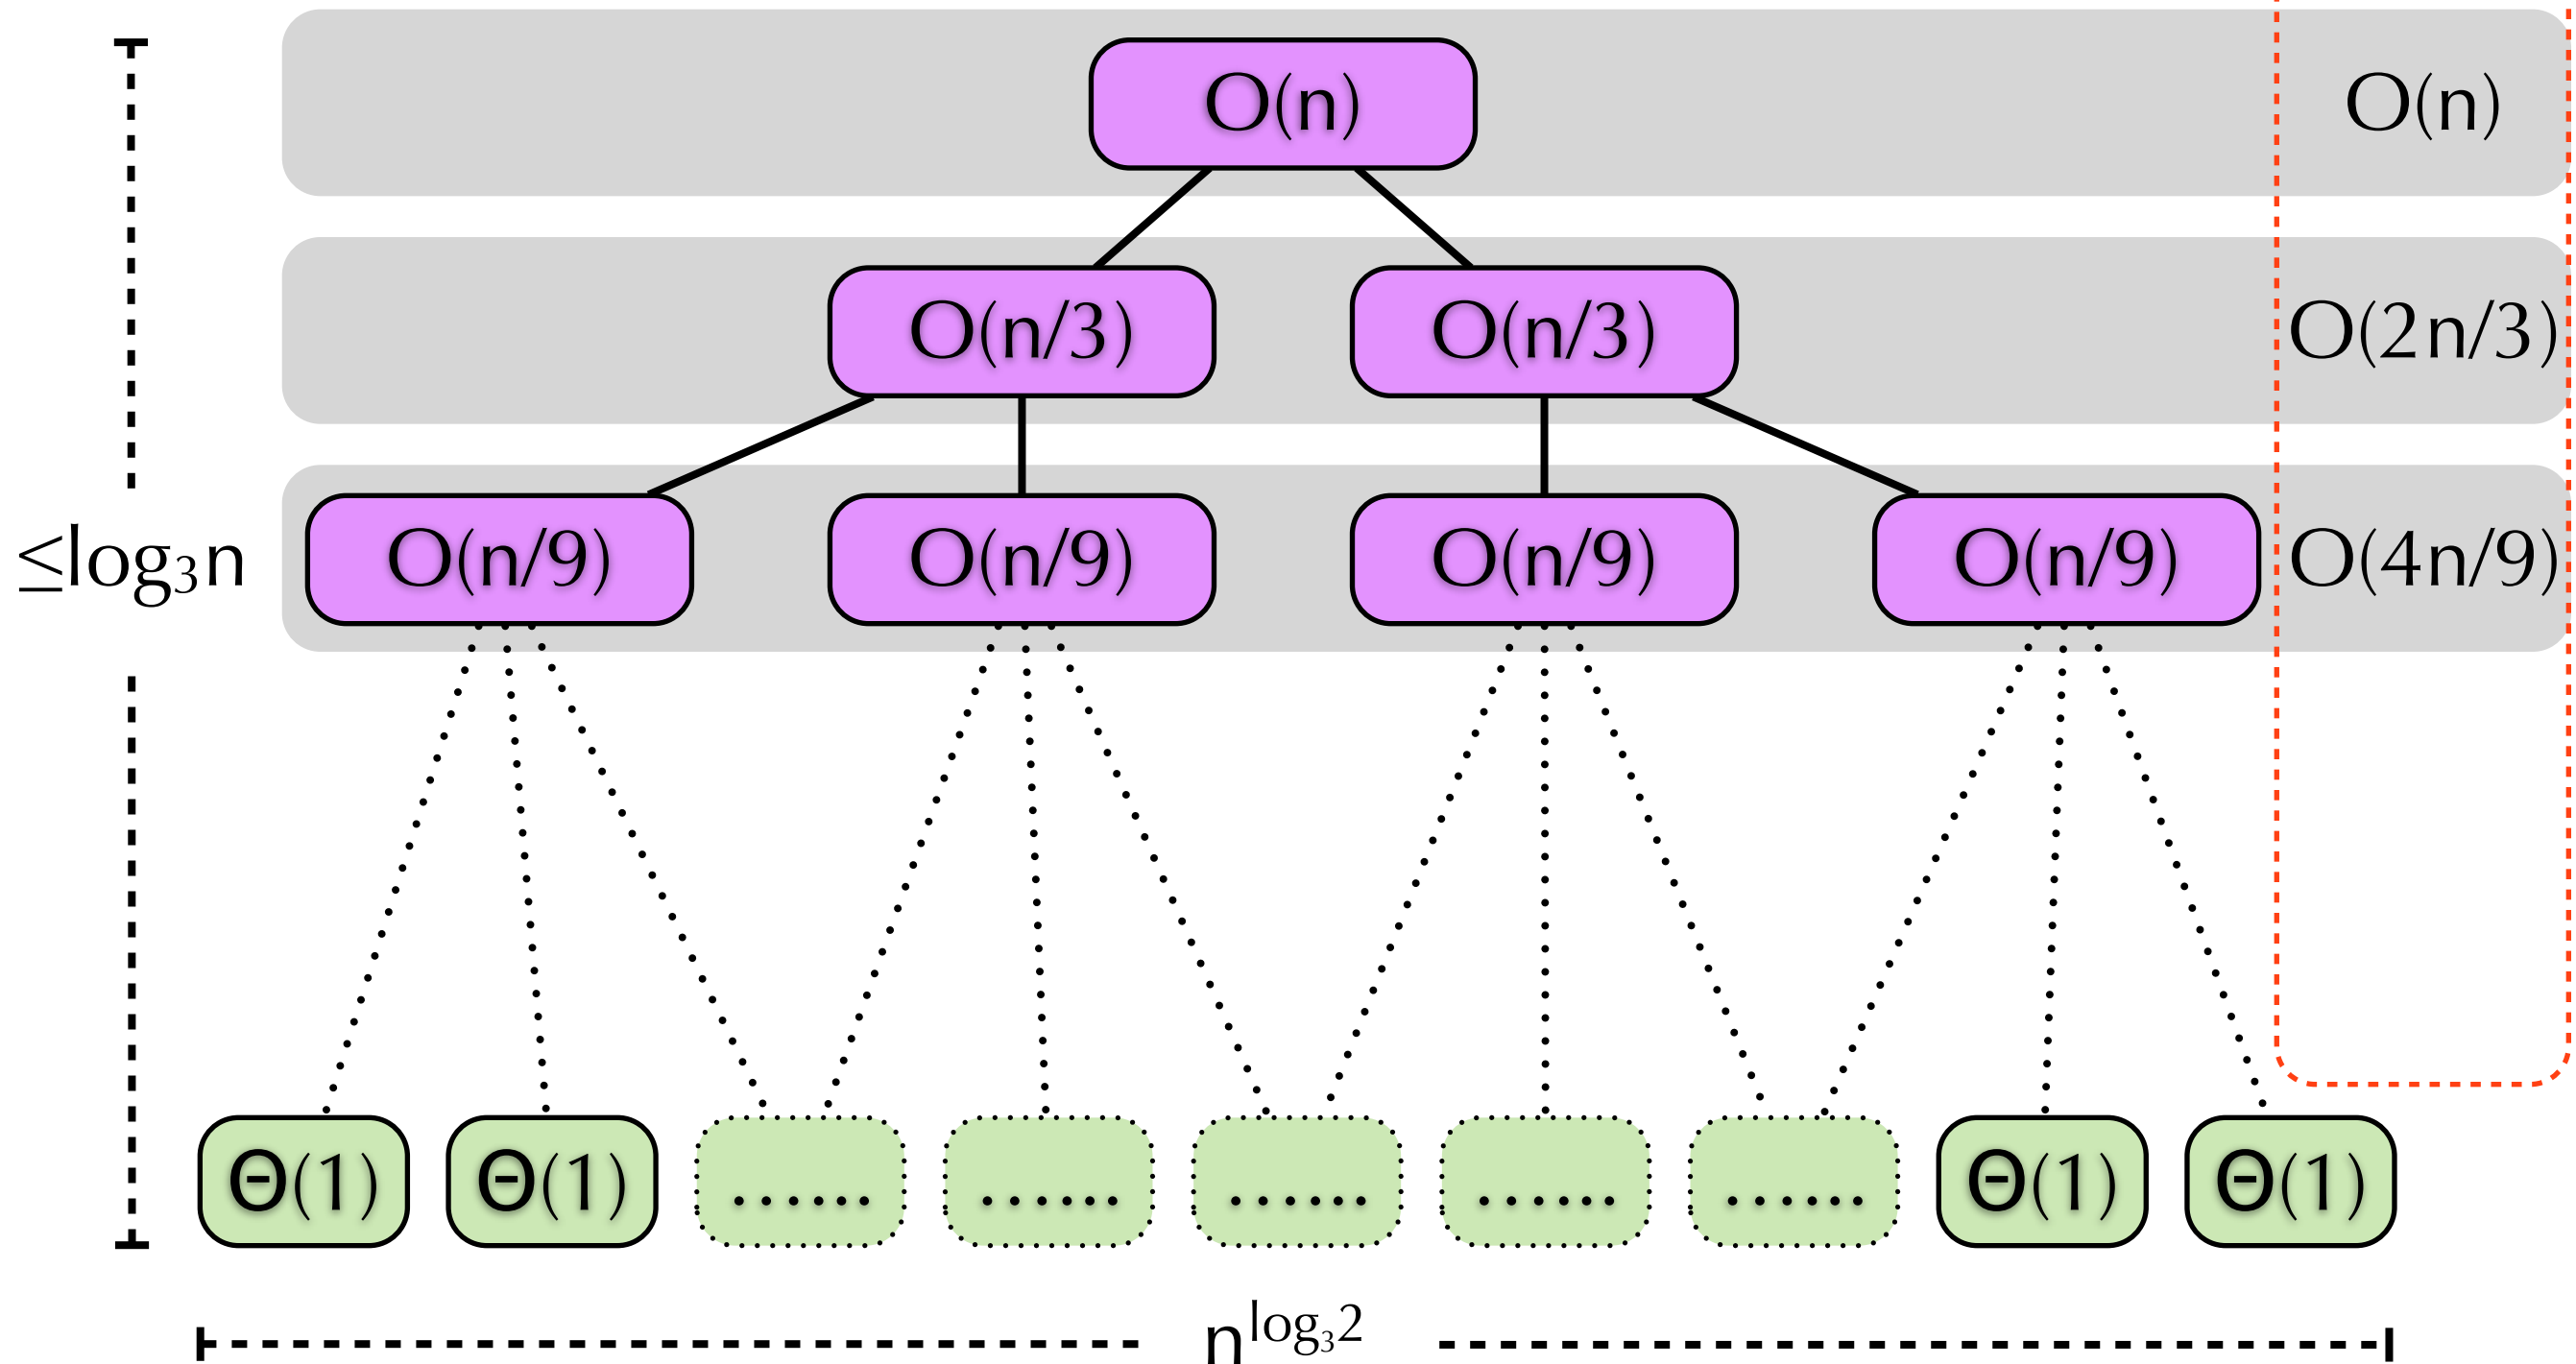 O(n) O(n)
O(n/3) O(n/3) O(2n/3)
≤log₃n O(n/9) O(n/9) O(n/9) O(n/9) O(4n/9)
Θ(1) Θ(1) ...... ...... ...... ...... ...... Θ(1) Θ(1)
n^log₃2